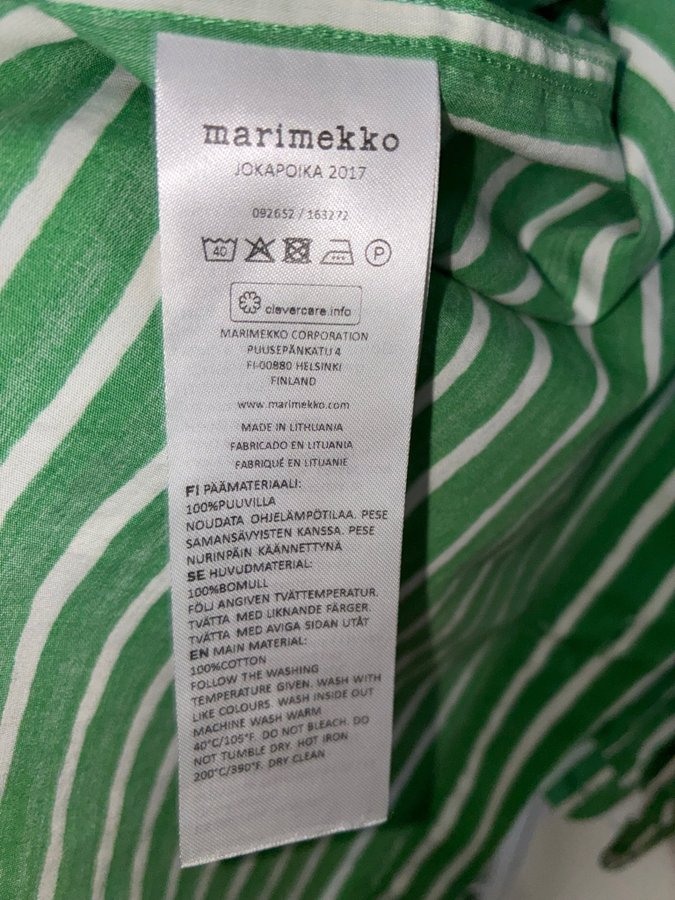 marimekko
JOKAPOIKA 2017
092652 / 163272
40 P
clevercare.info
MARIMEKKO CORPORATION
PUUSEPÄNKATU 4
FI-00880 HELSINKI
FINLAND
www.marimekko.com
MADE IN LITHUANIA
FABRICADO EN LITUANIA
FABRIQUÉ EN LITUANIE
FI PÄÄMATERIAALI:
100%PUUVILLA
NOUDATA OHJELÄMPÖTILAA. PESE
SAMANSÄVYISTEN KANSSA. PESE
NURINPÄIN KÄÄNNETTYNÄ
SE HUVUDMATERIAL:
100%BOMULL
FÖLJ ANGIVEN TVÄTTEMPERATUR.
TVÄTTA MED LIKNANDE FÄRGER.
TVÄTTA MED AVIGA SIDAN UTÅT
EN MAIN MATERIAL:
100%COTTON
FOLLOW THE WASHING
TEMPERATURE GIVEN. WASH WITH
LIKE COLOURS. WASH INSIDE OUT
MACHINE WASH WARM
40°C/105°F. DO NOT BLEACH. DO
NOT TUMBLE DRY. HOT IRON
200°C/390°F. DRY CLEAN